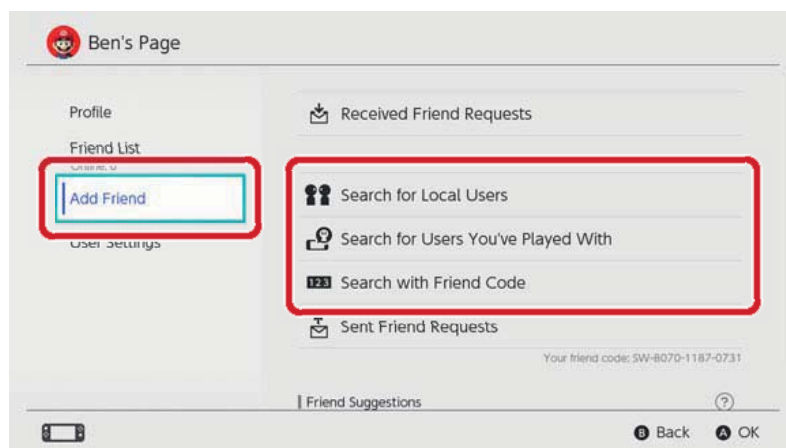 Ben's Page
Profile
Friend List
Online: 0
Add Friend
User Settings
Received Friend Requests
Search for Local Users
Search for Users You've Played With
123 Search with Friend Code
Sent Friend Requests
Your friend code: SW-8070-1187-0731
Friend Suggestions
?
B Back A OK